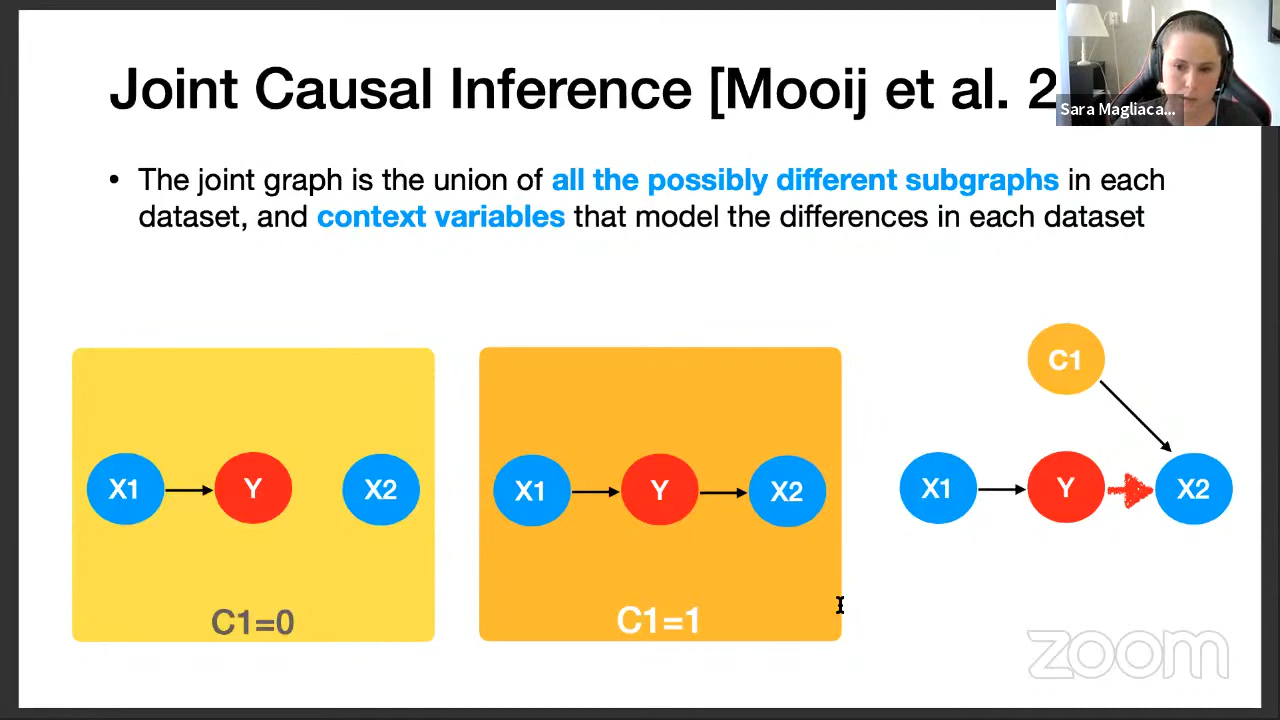 Joint Causal Inference [Mooij et al. 2
Sara Magliaca...
• The joint graph is the union of all the possibly different subgraphs in each
dataset, and context variables that model the differences in each dataset
C1
X1 Y X2
X1 Y X2
X1 Y X2
C1=0
C1=1
zoom